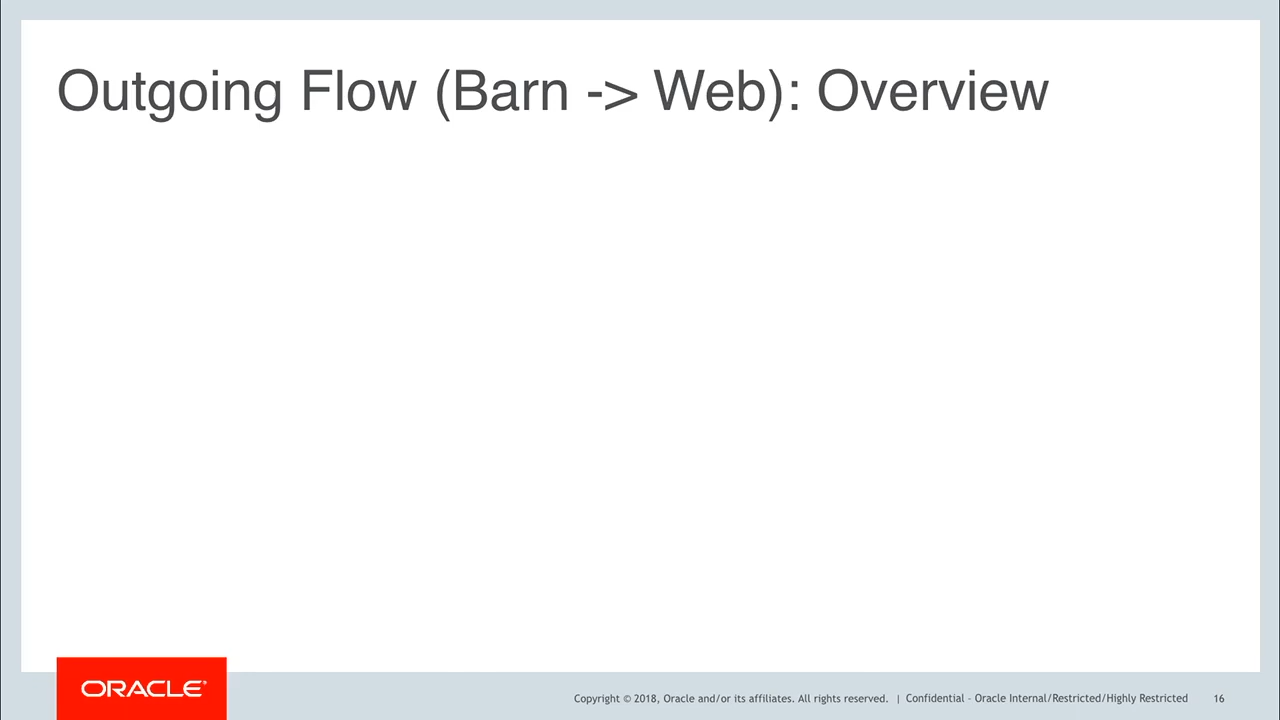 Outgoing Flow (Barn -> Web): Overview
ORACLE®
Copyright © 2018, Oracle and/or its affiliates. All rights reserved. | Confidential – Oracle Internal/Restricted/Highly Restricted 16